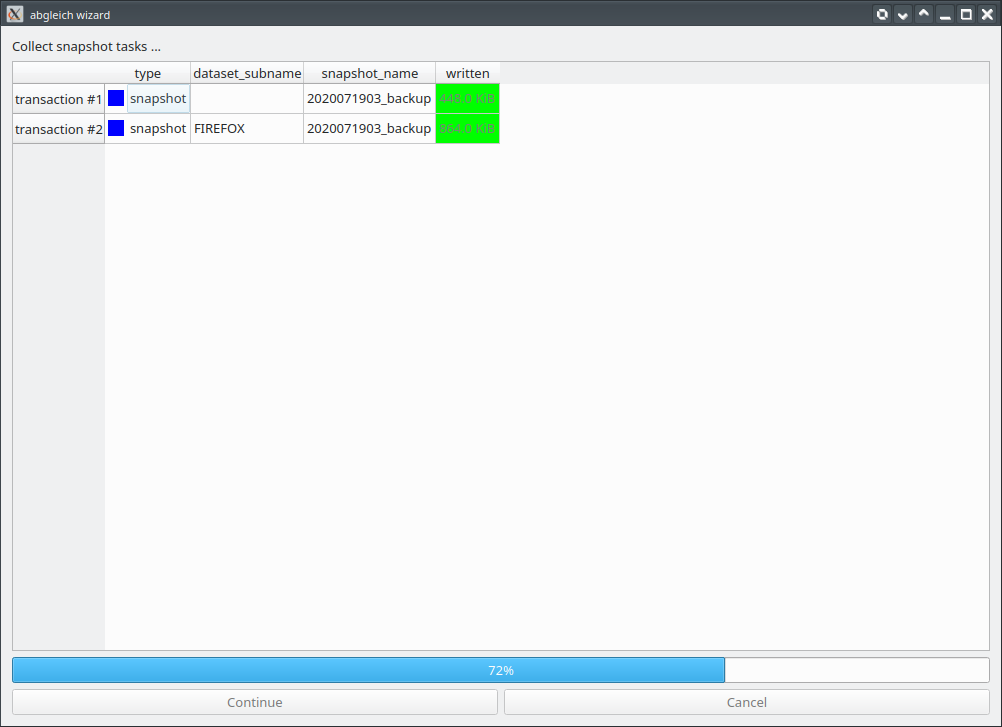 abgleich wizard
Collect snapshot tasks ...
type dataset_subname snapshot_name written
transaction #1 snapshot 2020071903_backup 448.0 KiB
transaction #2 snapshot FIREFOX 2020071903_backup 864.0 KiB
72%
Continue Cancel